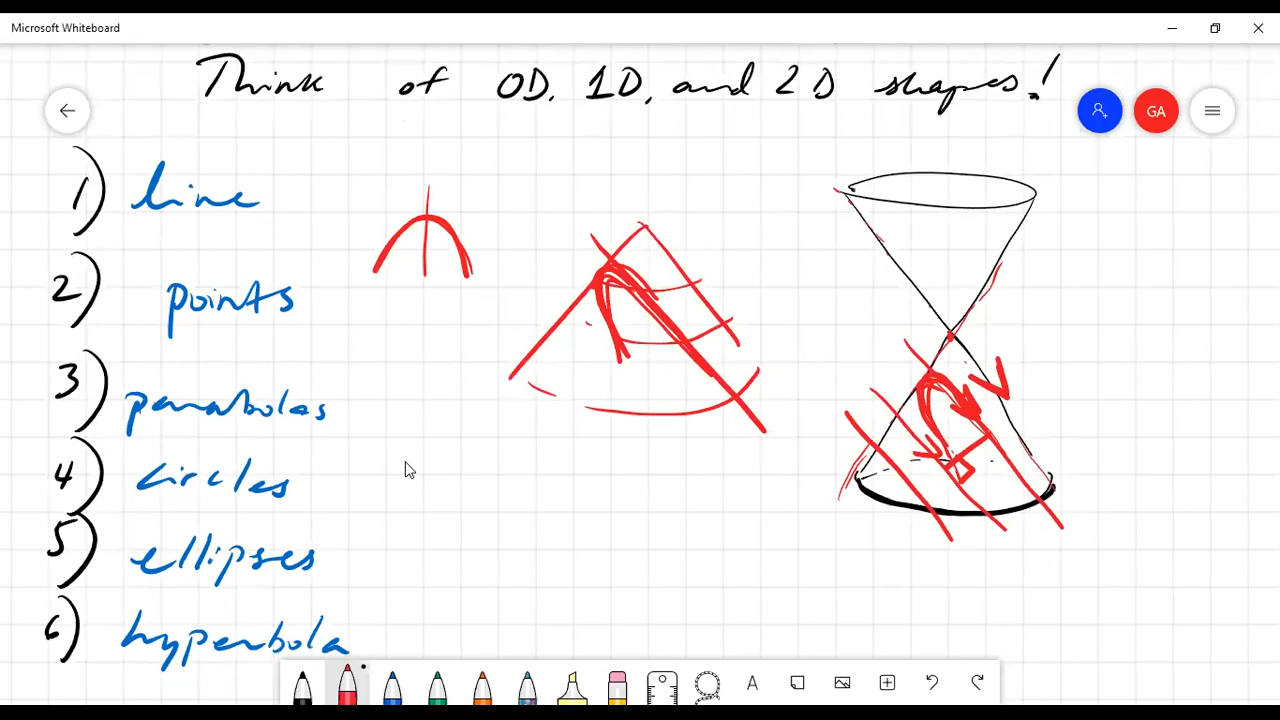 Microsoft Whiteboard
Think of 0D, 1D, and 2D shapes!
GA
1) line
2) points
3) parabolas
4) circles
5) ellipses
6) hyperbola
A